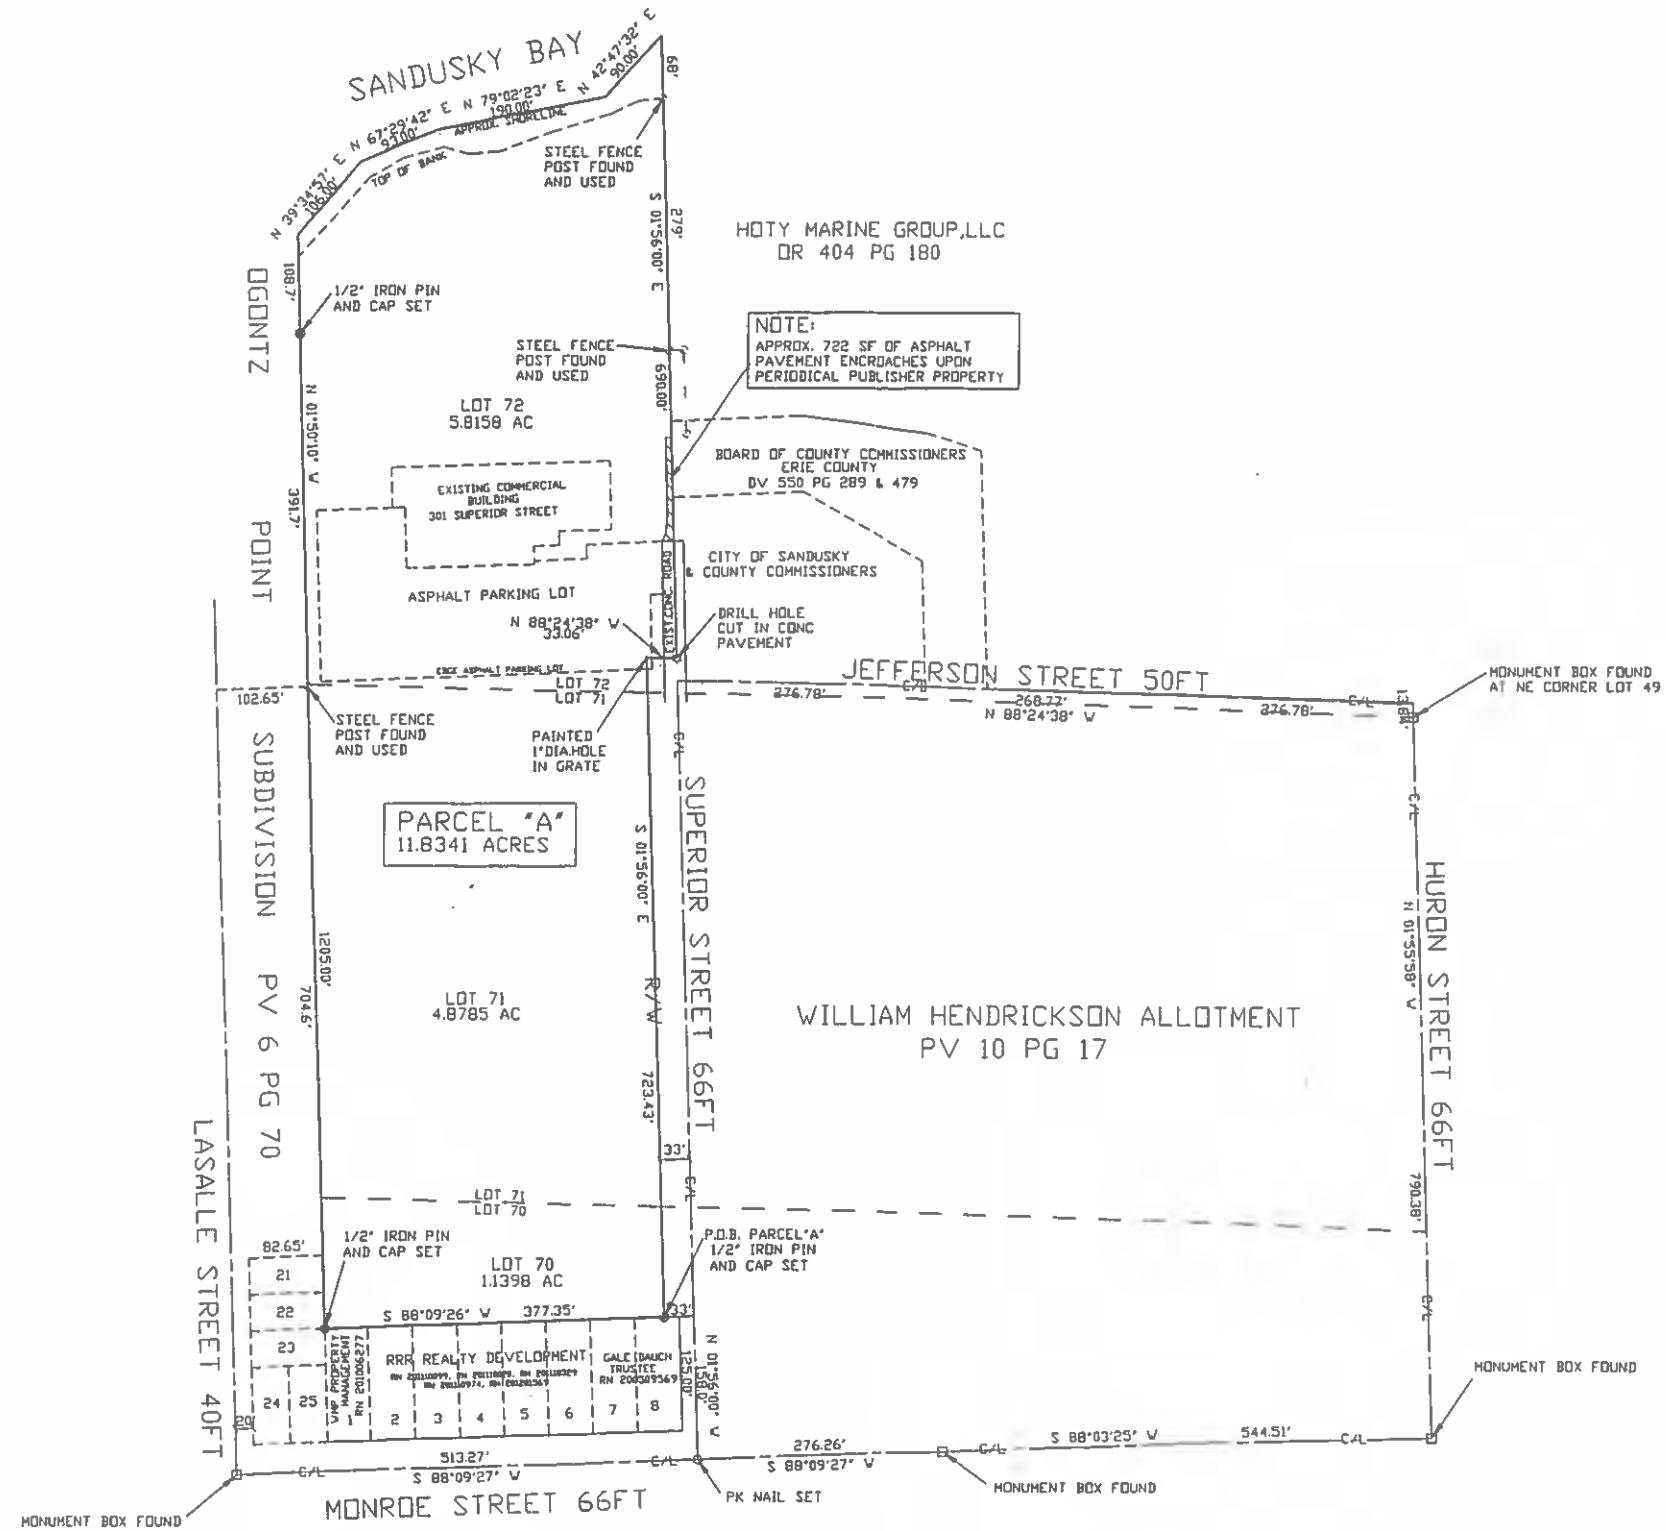 SANDUSKY BAY
N 39°34'57" E
106.00'
N 67°29'42" E
93.00'
N 79°02'23" E
190.00'
N 42°47'32" E
90.00'
APPROX. SHORELINE
TOP OF BANK
68'
STEEL FENCE
POST FOUND
AND USED
S 01°56'00" E
279'
HOTY MARINE GROUP,LLC
OR 404 PG 180
108.7'
1/2" IRON PIN
AND CAP SET
OGONTZ
POINT
SUBDIVISION
PV 6 PG 70
NOTE:
APPROX. 722 SF OF ASPHALT
PAVEMENT ENCROACHES UPON
PERIODICAL PUBLISHER PROPERTY
STEEL FENCE
POST FOUND
AND USED
690.00'
N 01°50'10" W
391.7'
LOT 72
5.8158 AC
BOARD OF COUNTY COMMISSIONERS
ERIE COUNTY
DV 550 PG 289 & 479
EXISTING COMMERCIAL
BUILDING
301 SUPERIOR STREET
CITY OF SANDUSKY
& COUNTY COMMISSIONERS
EXIST. CONC. ROAD
ASPHALT PARKING LOT
N 88°24'38" W
33.06'
DRILL HOLE
CUT IN CONC
PAVEMENT
EDGE ASPHALT PARKING LOT
LOT 72
LOT 71
102.65'
JEFFERSON STREET 50FT
276.78'
C/L
268.77'
N 88°24'38" W
276.78'
C/L
13.84'
MONUMENT BOX FOUND
AT NE CORNER LOT 49
STEEL FENCE
POST FOUND
AND USED
PAINTED
1"DIA.HOLE
IN GRATE
C/L
PARCEL "A"
11.8341 ACRES
S 01°56'00" E
SUPERIOR STREET 66FT
C/L
HURON STREET 66FT
N 01°55'58" W
1205.00'
704.6'
LOT 71
4.8785 AC
R/W
723.43'
WILLIAM HENDRICKSON ALLOTMENT
PV 10 PG 17
LASALLE STREET 40FT
33'
C/L
790.38'
LOT 71
LOT 70
82.65'
1/2" IRON PIN
AND CAP SET
P.O.B. PARCEL"A"
1/2" IRON PIN
AND CAP SET
LOT 70
1.1398 AC
C/L
21
22
23
24
25
S 88°09'26" W 377.35'
33'
VMP PROPERTY
MANAGEMENT
RN 201006277
RRR REALTY DEVELOPMENT
GALE DAUCH
TRUSTEE
RN 200309569
125.00'
158.0'
N 01°56'00" W
1
2
3
4
5
6
7
8
20
MONUMENT BOX FOUND
513.27'
C/L
C/L
S 88°09'27" W
276.26'
S 88°09'27" W
C/L
S 88°03'25" W
544.51'
C/L
MONROE STREET 66FT
PK NAIL SET
MONUMENT BOX FOUND
MONUMENT BOX FOUND